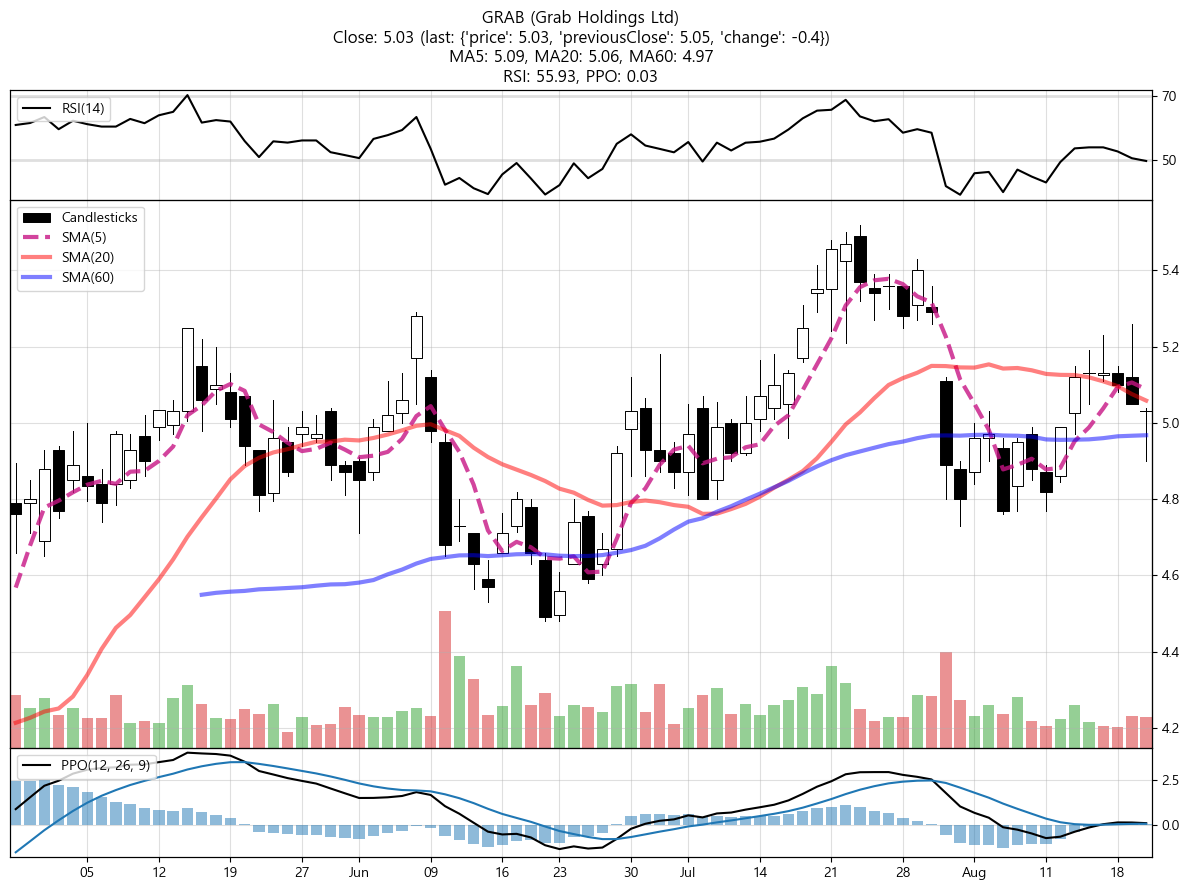 GRAB (Grab Holdings Ltd)
Close: 5.03 (last: {'price': 5.03, 'previousClose': 5.05, 'change': -0.4})
MA5: 5.09, MA20: 5.06, MA60: 4.97
RSI: 55.93, PPO: 0.03
RSI(14)
70
50
Candlesticks
SMA(5)
SMA(20)
SMA(60)
5.4
5.2
5.0
4.8
4.6
4.4
4.2
PPO(12, 26, 9)
2.5
0.0
05 12 19 27 Jun 09 16 23 30 Jul 14 21 28 Aug 11 18